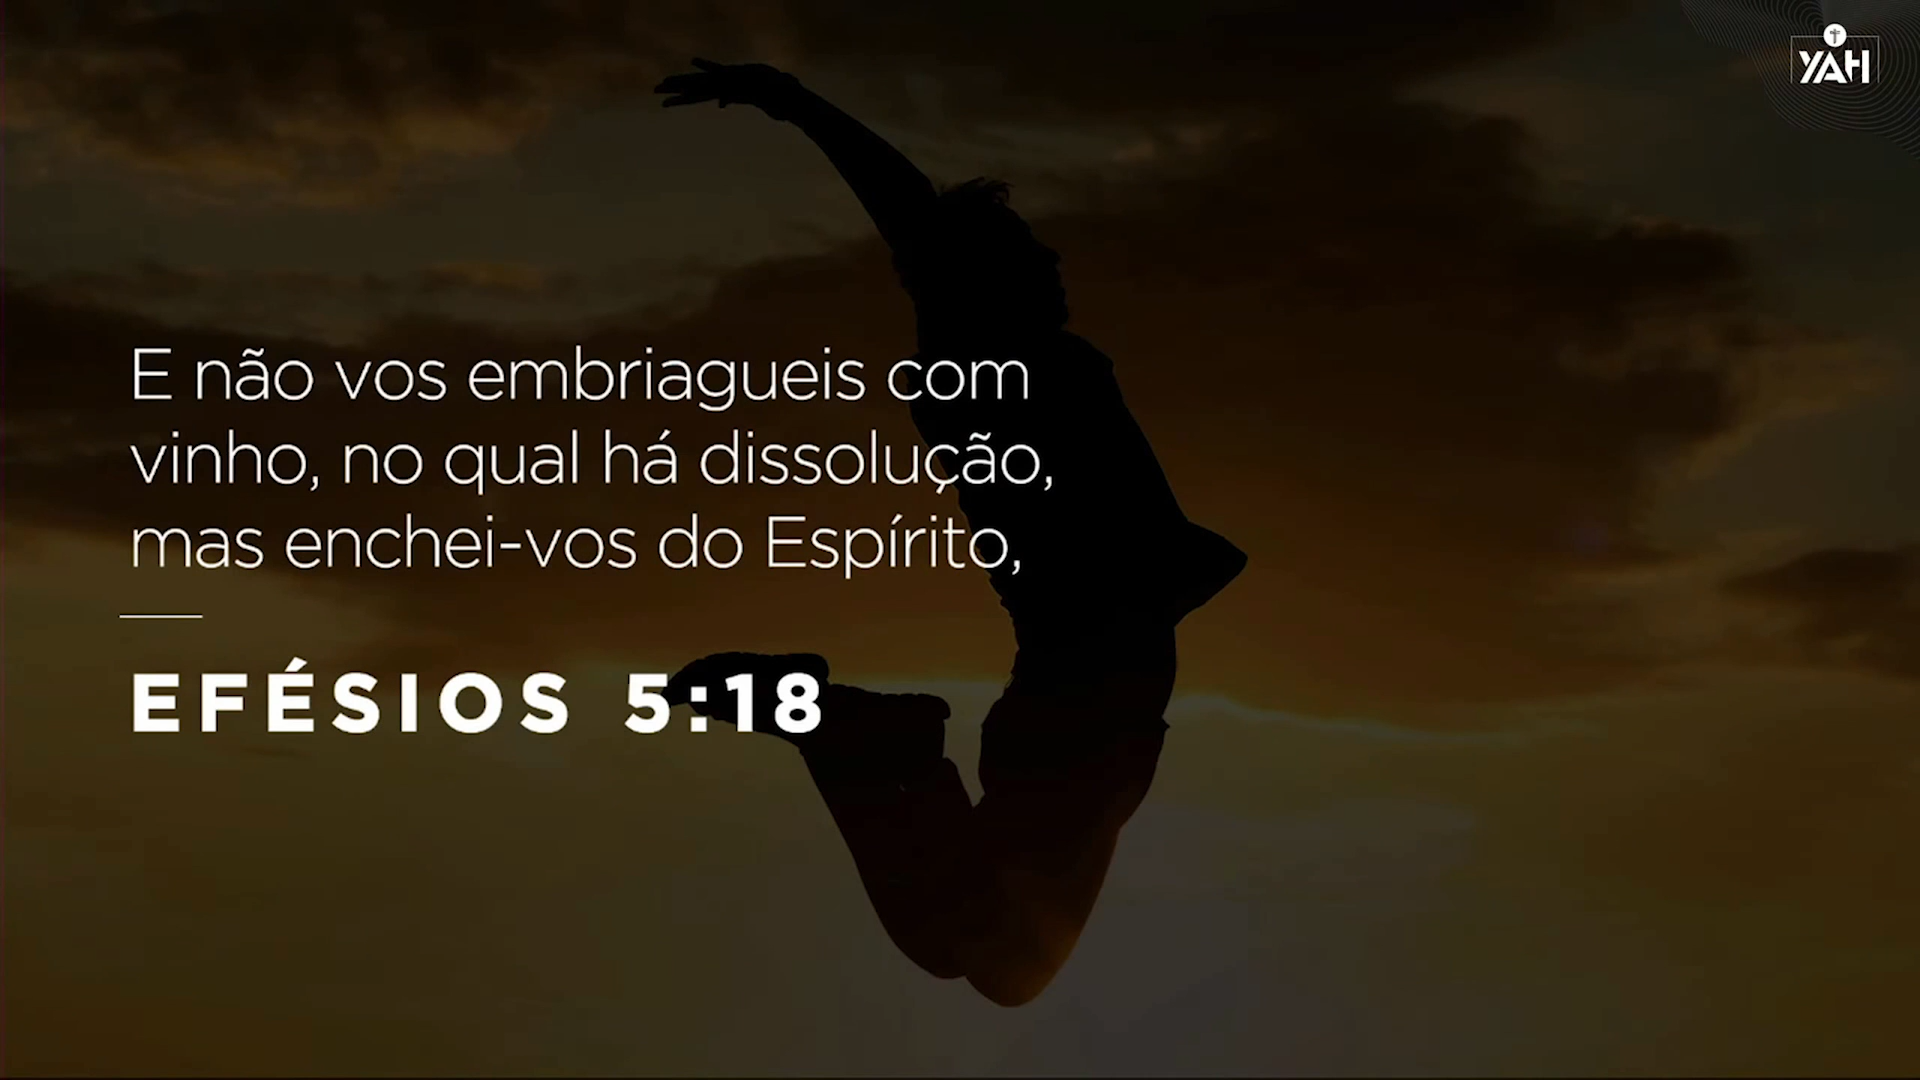 YAH
E não vos embriagueis com
vinho, no qual há dissolução,
mas enchei-vos do Espírito,
EFÉSIOS 5:18